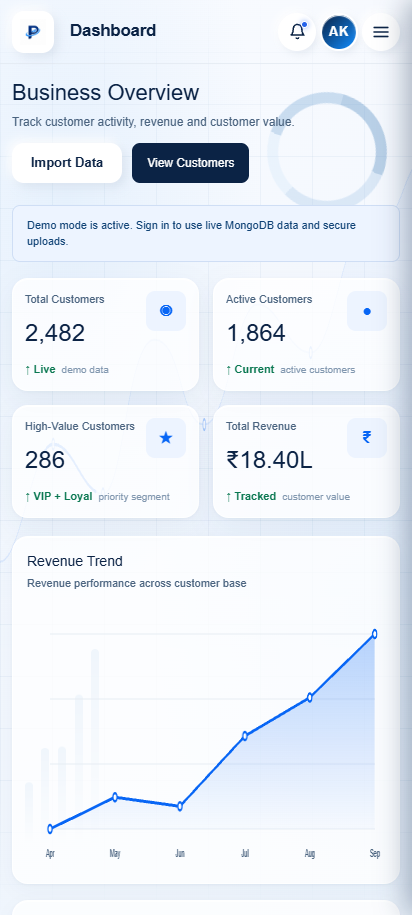 P
Dashboard
AK
Business Overview
Track customer activity, revenue and customer value.
Import Data
View Customers
Demo mode is active. Sign in to use live MongoDB data and secure
uploads.
Total Customers
2,482
↑ Live demo data
Active Customers
1,864
↑ Current active customers
High-Value Customers
286
↑ VIP + Loyal priority segment
Total Revenue
₹
₹18.40L
↑ Tracked customer value
Revenue Trend
Revenue performance across customer base
Apr May Jun Jul Aug Sep